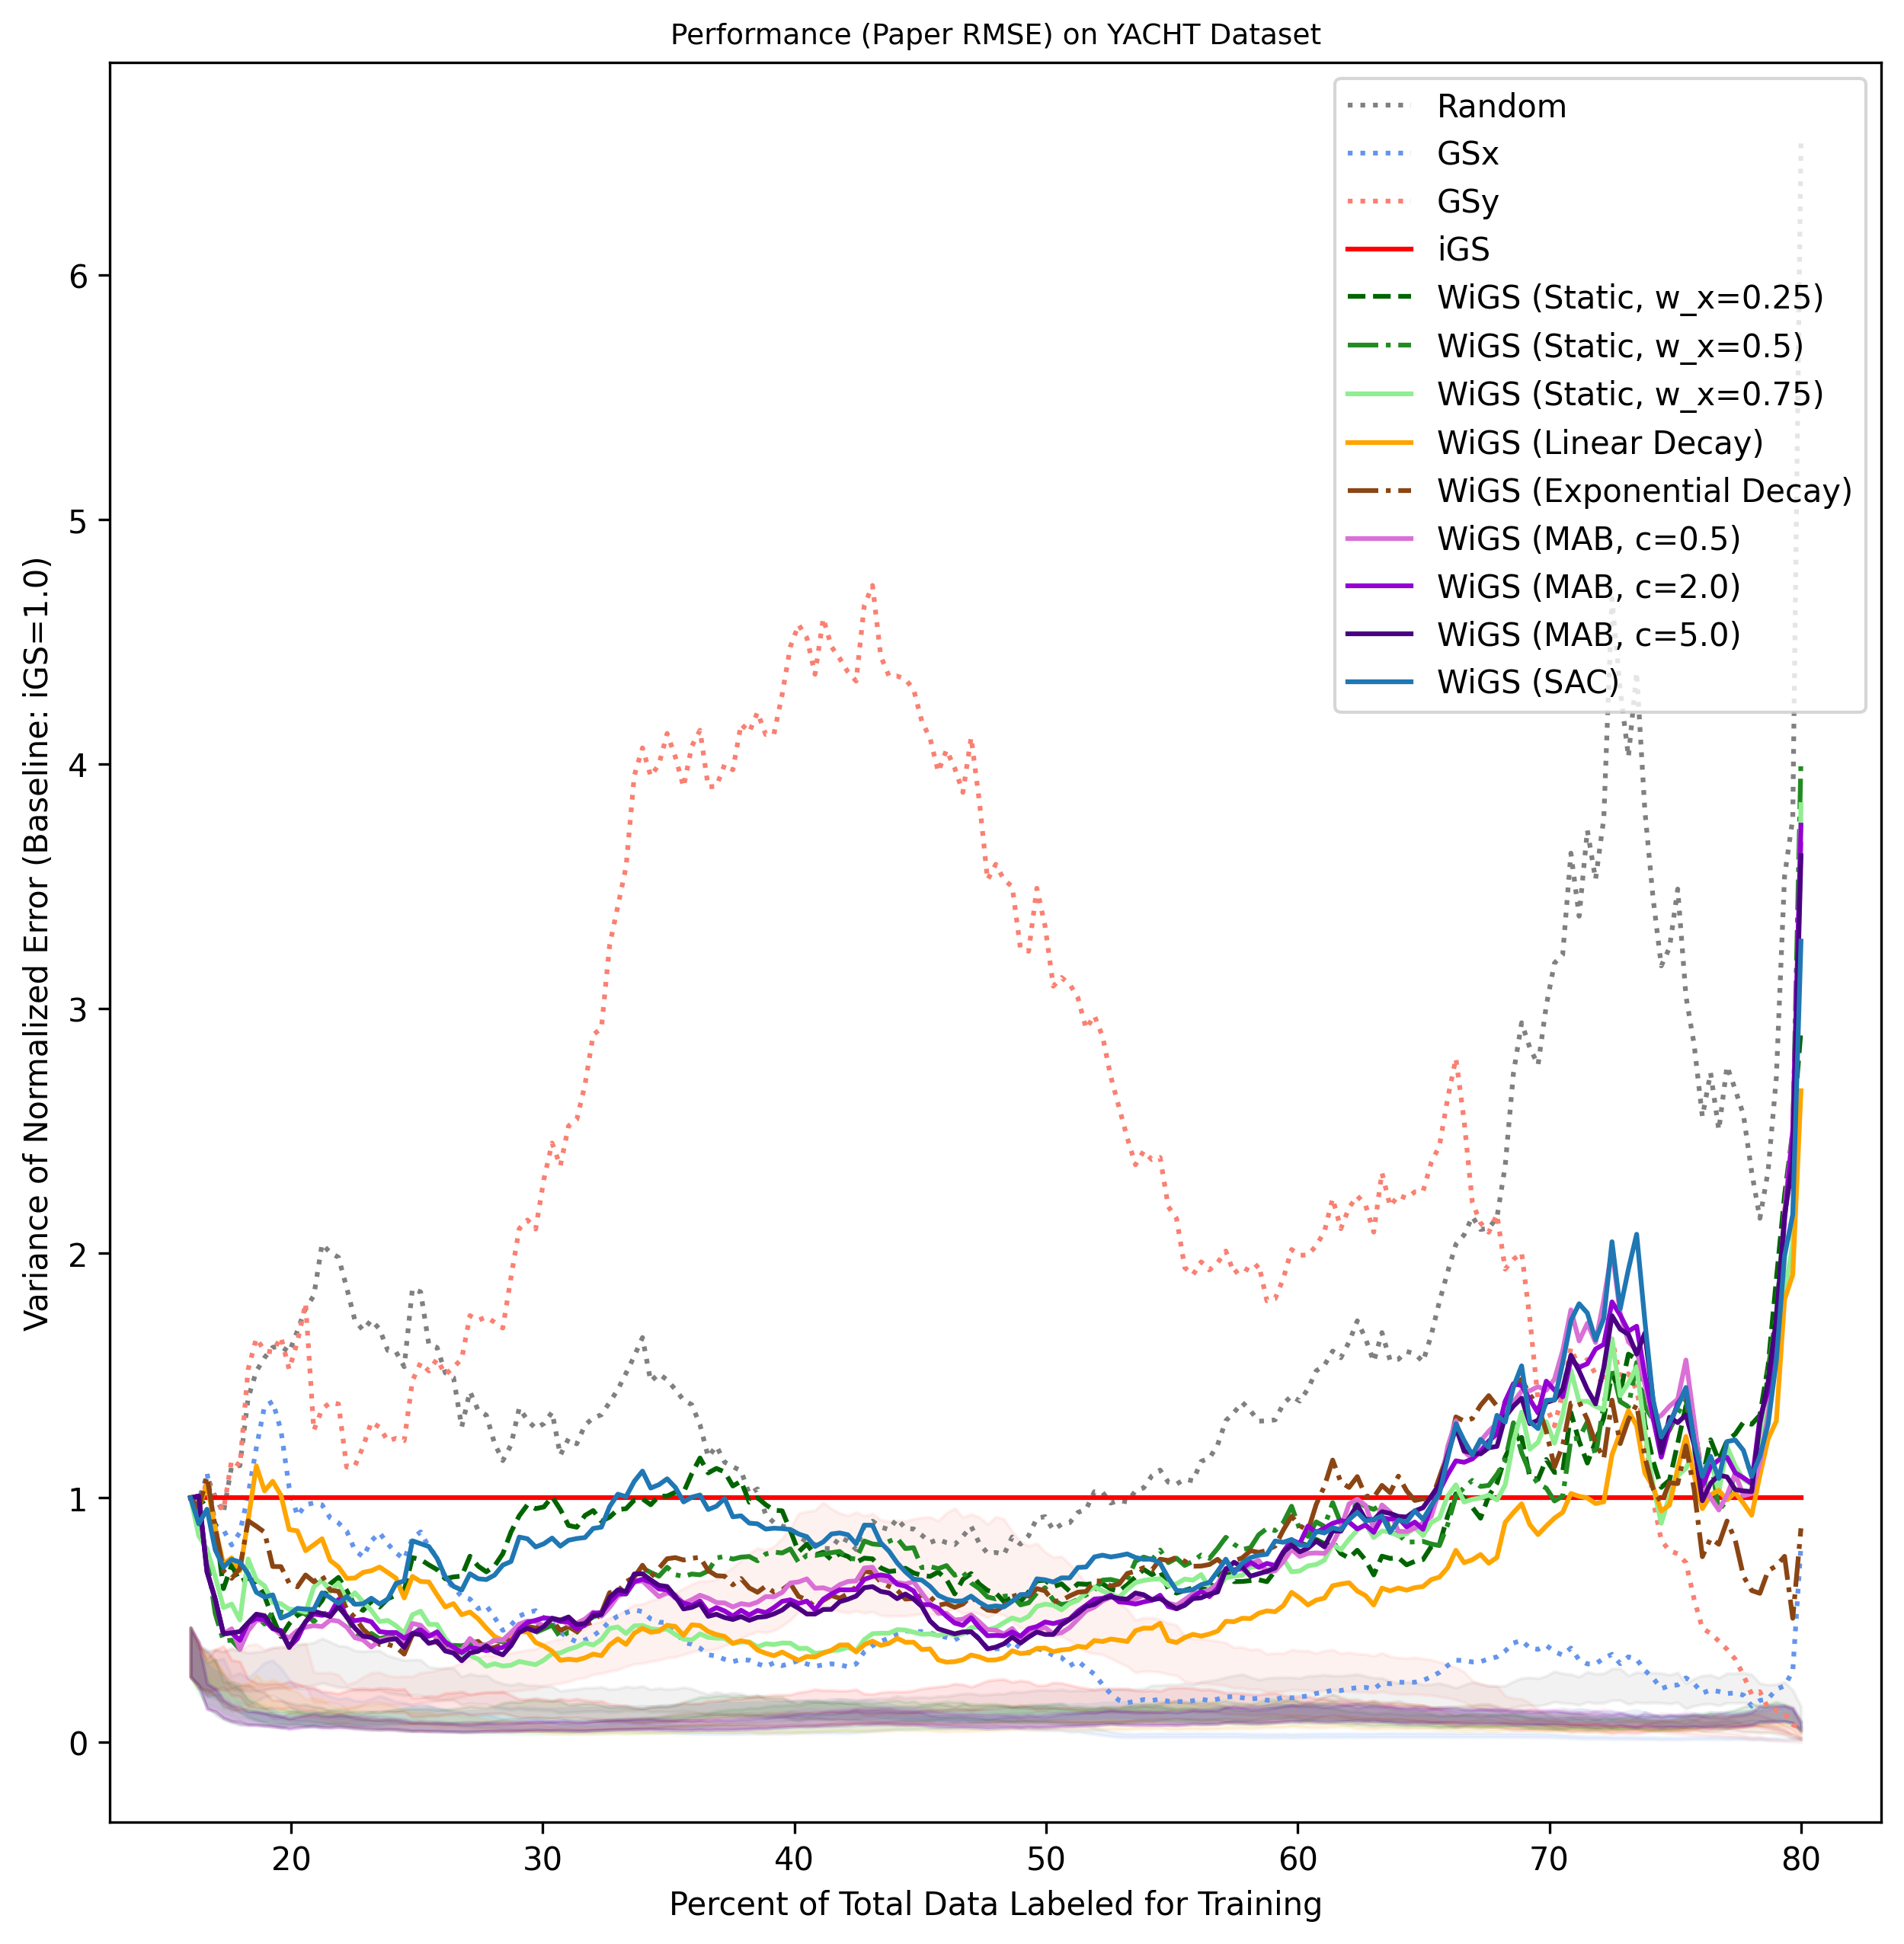 Performance (Paper RMSE) on YACHT Dataset
Variance of Normalized Error (Baseline: iGS=1.0)
6
5
4
3
2
1
0
Random
GSx
GSy
iGS
WiGS (Static, w_x=0.25)
WiGS (Static, w_x=0.5)
WiGS (Static, w_x=0.75)
WiGS (Linear Decay)
WiGS (Exponential Decay)
WiGS (MAB, c=0.5)
WiGS (MAB, c=2.0)
WiGS (MAB, c=5.0)
WiGS (SAC)
20 30 40 50 60 70 80
Percent of Total Data Labeled for Training